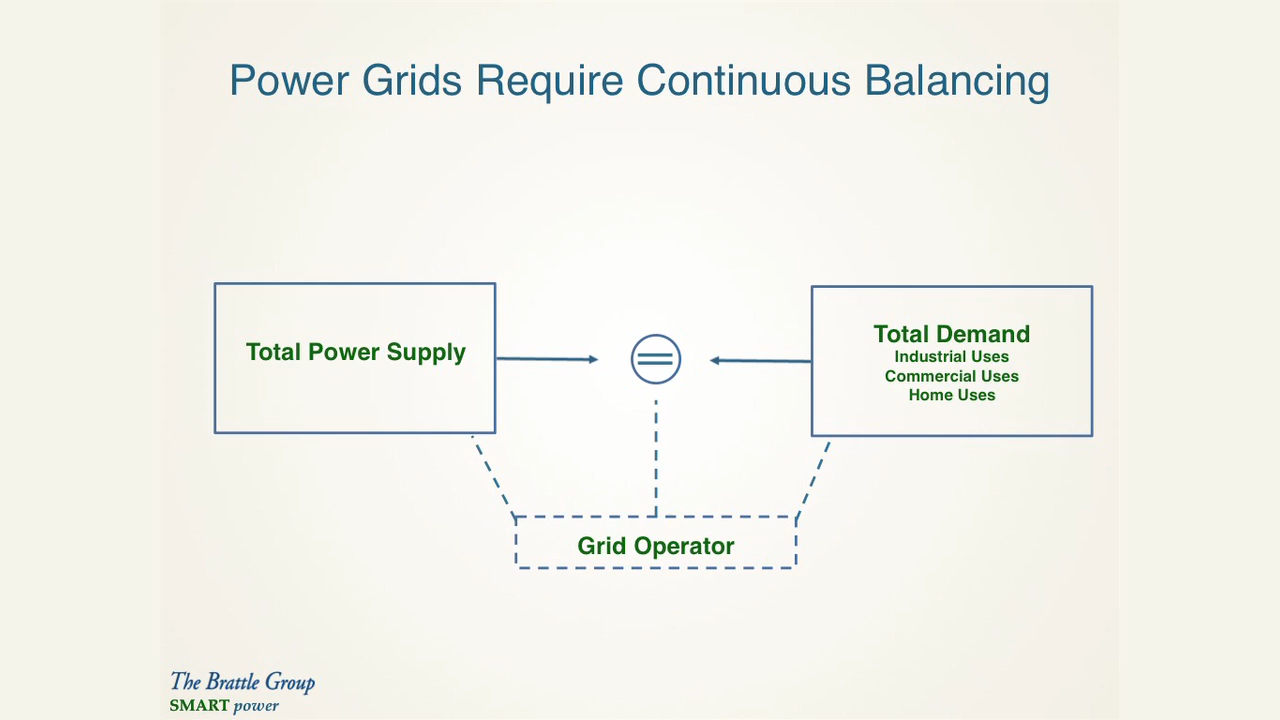 Power Grids Require Continuous Balancing
Total Power Supply
Total Demand
Industrial Uses
Commercial Uses
Home Uses
Grid Operator
The Brattle Group
SMART power